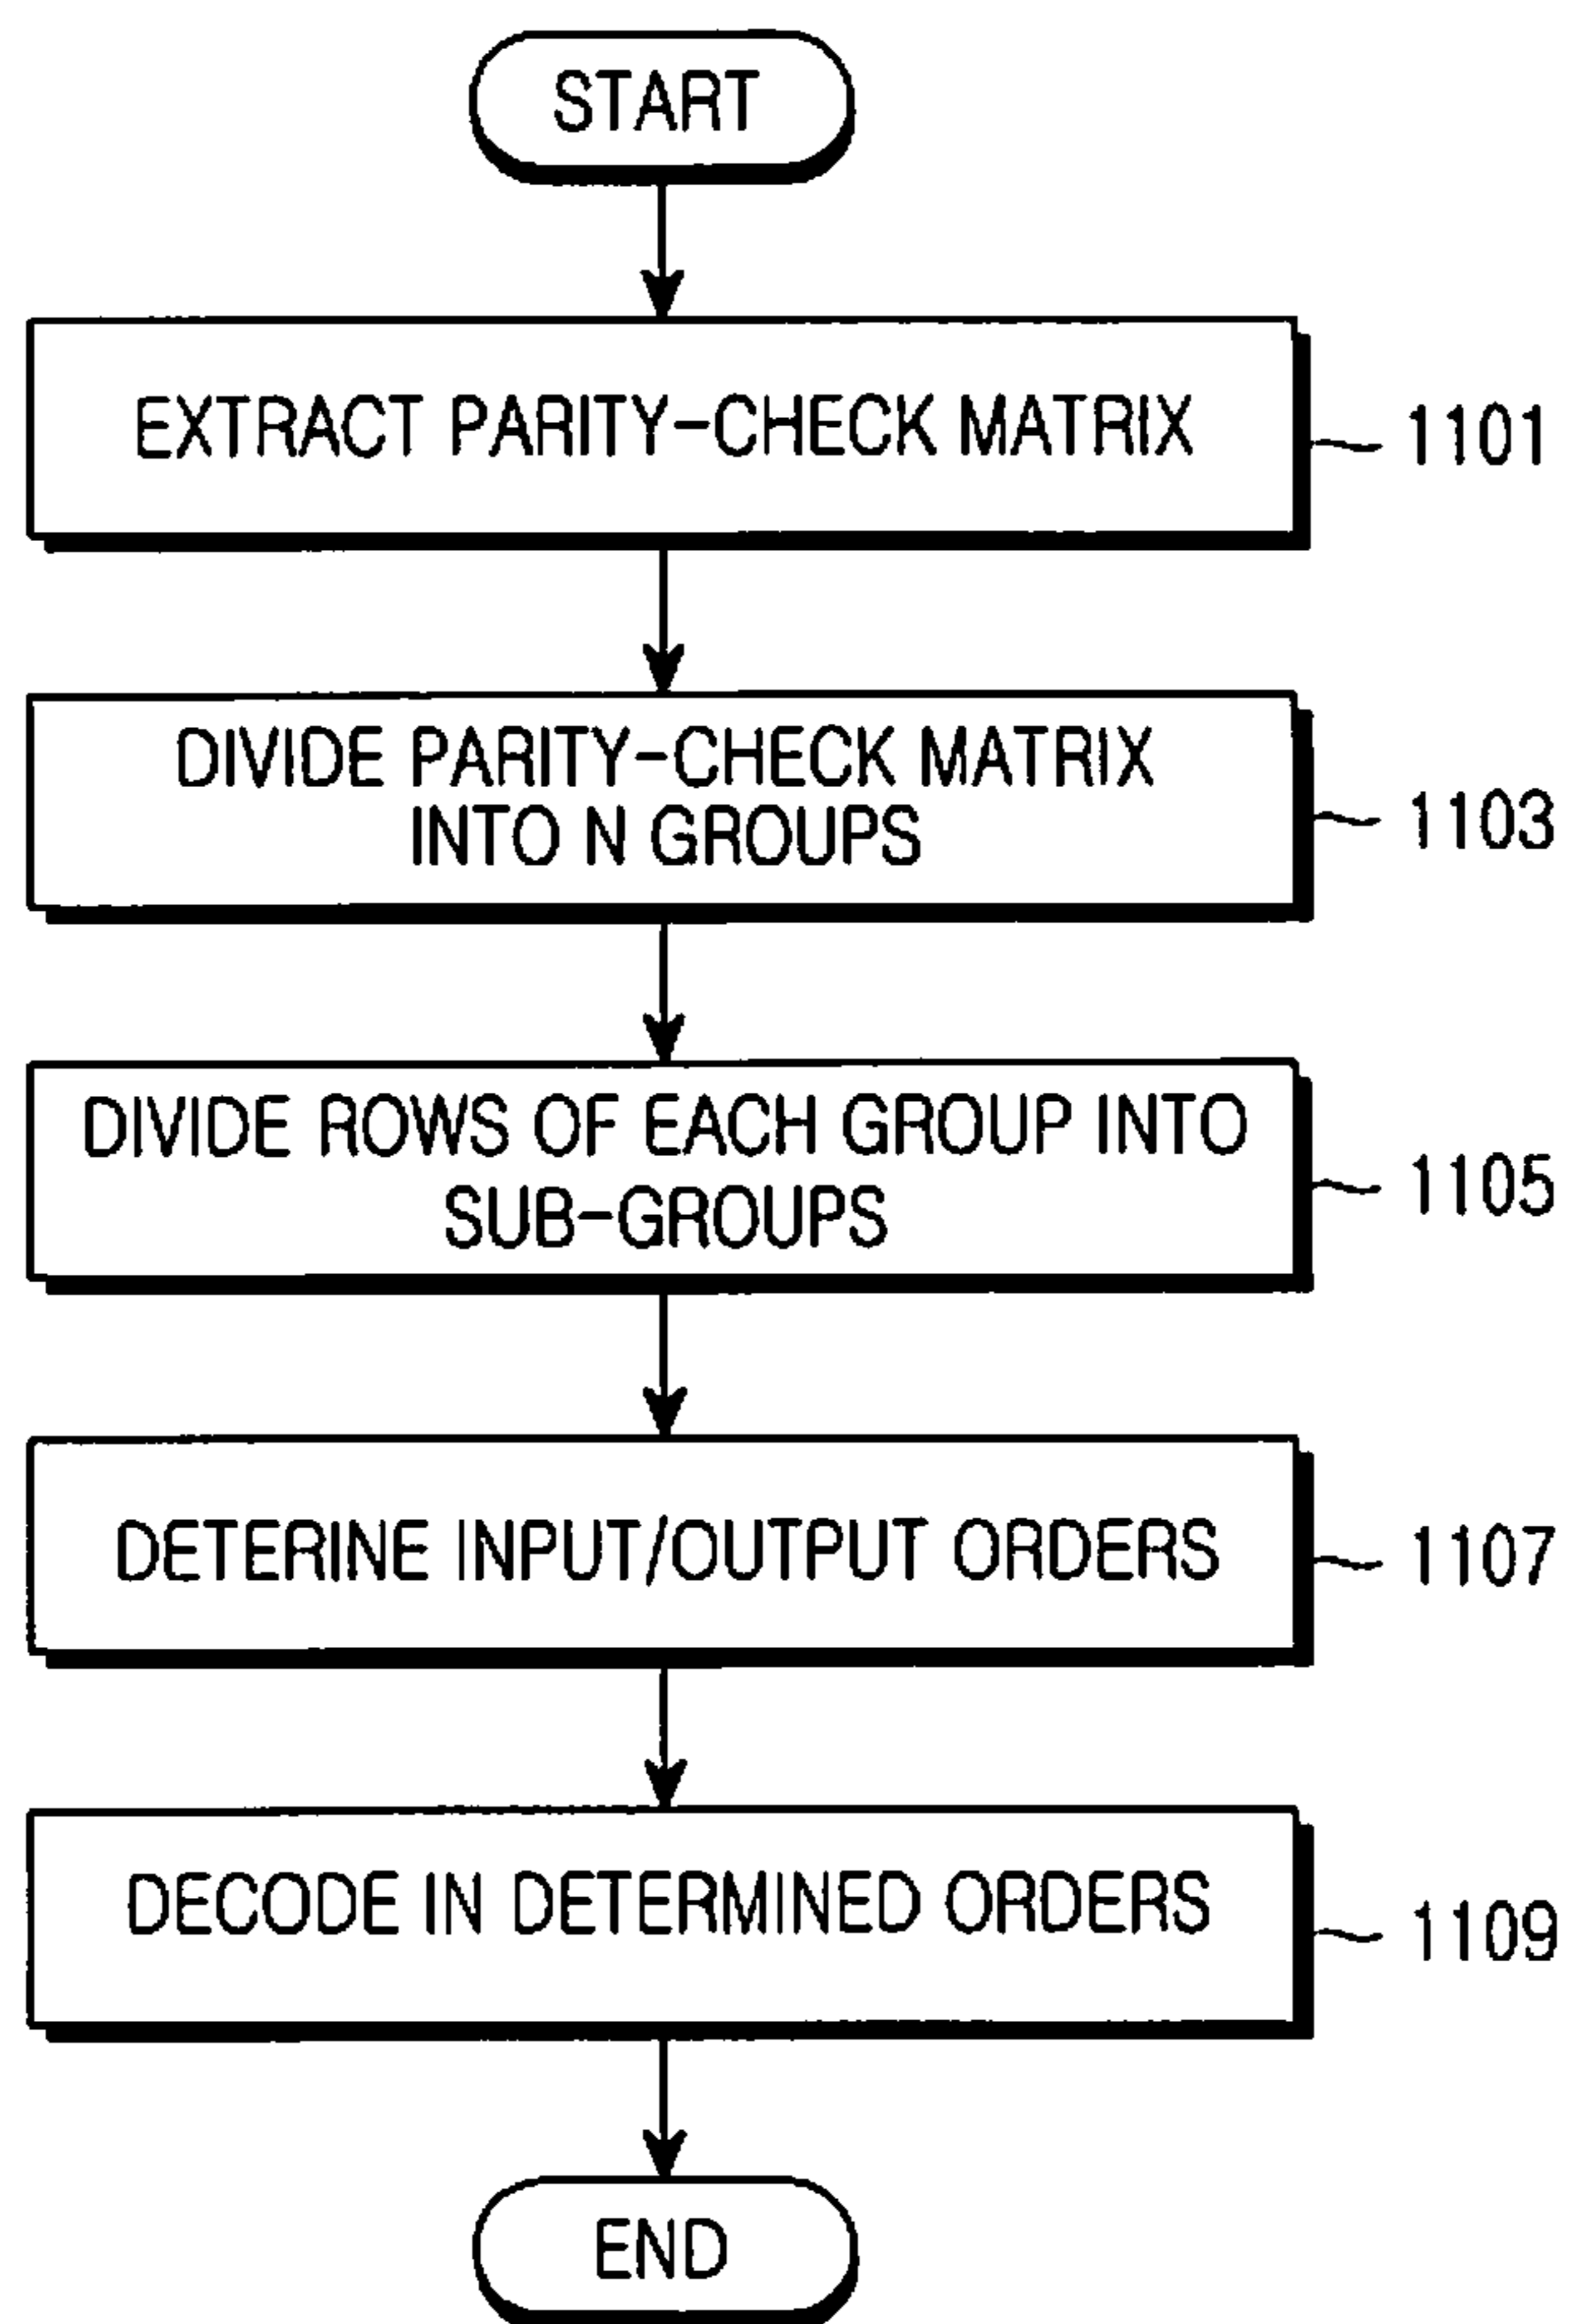 START
EXTRACT PARITY-CHECK MATRIX
1101
DIVIDE PARITY-CHECK MATRIX
INTO N GROUPS
1103
DIVIDE ROWS OF EACH GROUP INTO
SUB-GROUPS
1105
DETERINE INPUT/OUTPUT ORDERS
1107
DECODE IN DETERMINED ORDERS
1109
END